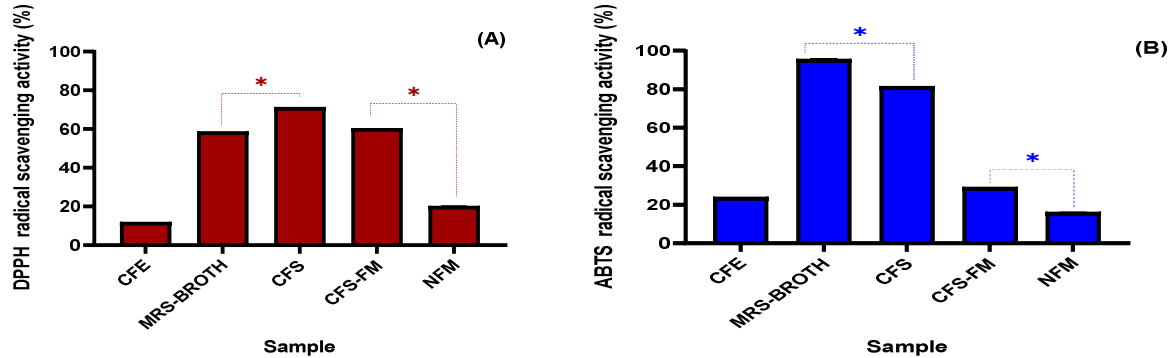 (A)
DPPH radical scavenging activity (%)
100
80
60
40
20
0
*
*
CFE
MRS-BROTH
CFS
CFS-FM
NFM
Sample
(B)
ABTS radical scavenging activity (%)
100
80
60
40
20
0
*
*
CFE
MRS-BROTH
CFS
CFS-FM
NFM
Sample